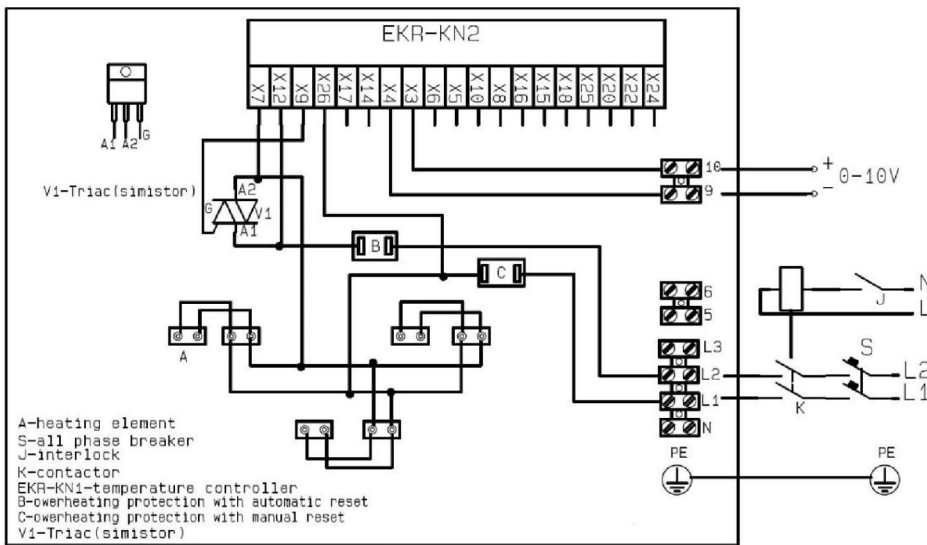 EKR-KN2
X7 X12 X9 X26 X17 X14 X4 X3 X6 X5 X10 X8 X16 X15 X18 X25 X20 X22 X24
A1 A2 G
V1-Triac(simistor)
A2
G
V1
A1
10
+
0-10V
9
-
B
C
6
5
J
N
L
A
L3
S
L2
L2
L1
L1
K
N
A-heating element
S-all phase breaker
J-interlock
K-contactor
EKR-KN1-temperature controller
B-owerheating protection with automatic reset
C-owerheating protection with manual reset
V1-Triac(simistor)
PE
PE